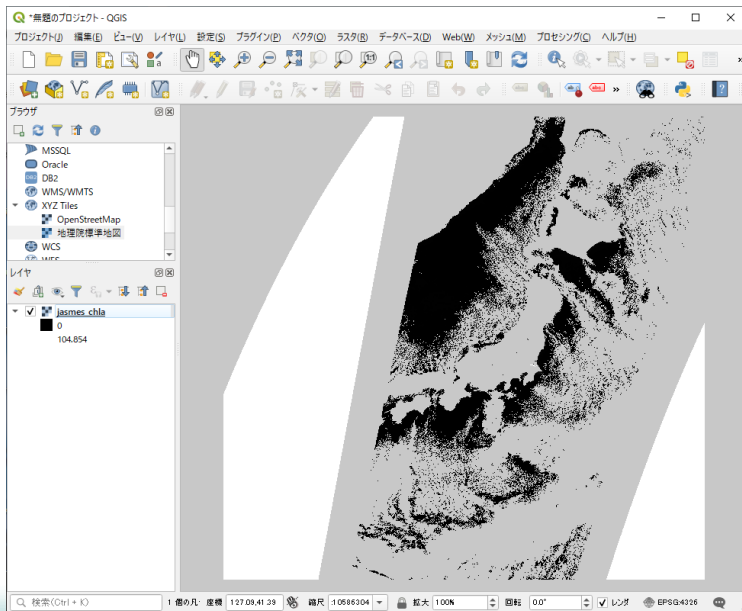 *無題のプロジェクト - QGIS
プロジェクト(J) 編集(E) ビュー(V) レイヤ(L) 設定(S) プラグイン(P) ベクタ(O) ラスタ(R) データベース(D) Web(W) メッシュ(M) プロセシング(C) ヘルプ(H)
ブラウザ
MSSQL
Oracle
DB2
WMS/WMTS
XYZ Tiles
OpenStreetMap
地理院標準地図
WCS
レイヤ
jasmes_chla
0
104.854
検索(Ctrl + K) 1 個の凡 座標 127.09,41.39 縮尺 :10586304 拡大 100% 回転 0.0° レンダ EPSG:4326